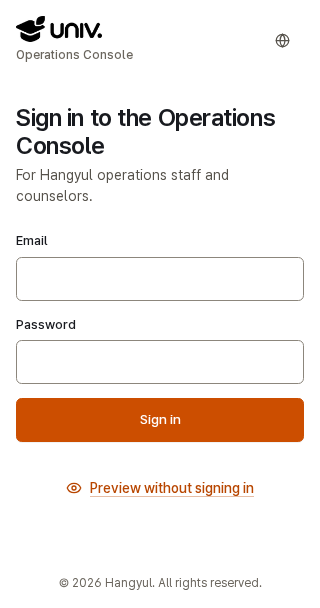 UNIV.
Operations Console
Sign in to the Operations
Console
For Hangyul operations staff and
counselors.
Email
Password
Sign in
Preview without signing in
© 2026 Hangyul. All rights reserved.